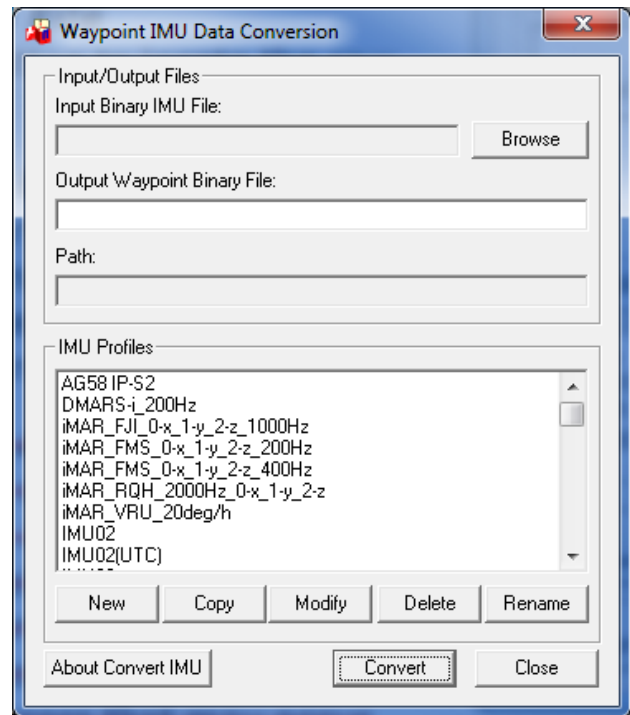 Waypoint IMU Data Conversion
Input/Output Files
Input Binary IMU File:
Browse
Output Waypoint Binary File:
Path:
IMU Profiles
AG58 IP-S2
DMARS-i_200Hz
iMAR_FJI_0-x_1-y_2-z_1000Hz
iMAR_FMS_0-x_1-y_2-z_200Hz
iMAR_FMS_0-x_1-y_2-z_400Hz
iMAR_RQH_2000Hz_0-x_1-y_2-z
iMAR_VRU_20deg/h
IMU02
IMU02(UTC)
New Copy Modify Delete Rename
About Convert IMU Convert Close